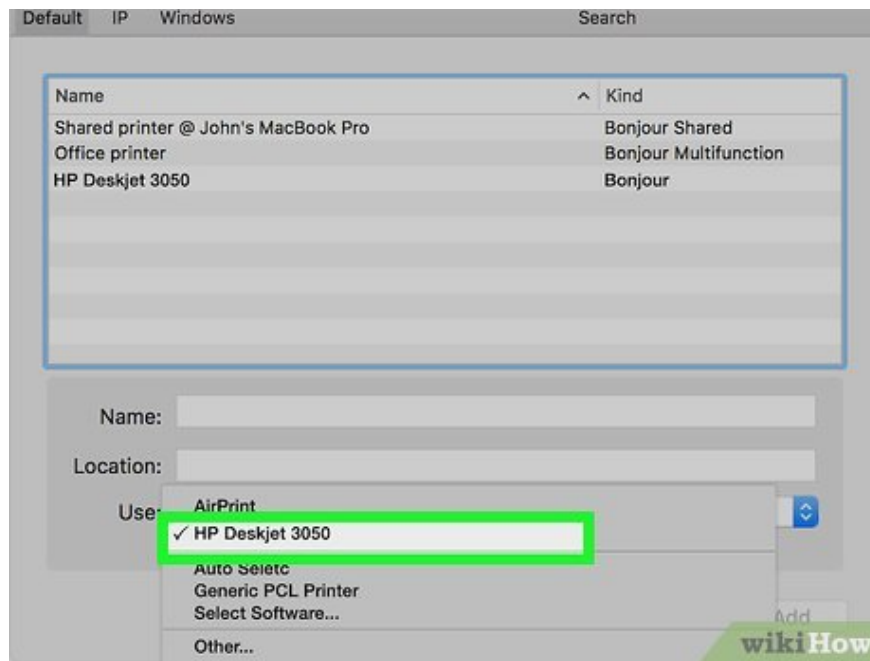 Default IP Windows Search
Name Kind
Shared printer @ John's MacBook Pro Bonjour Shared
Office printer Bonjour Multifunction
HP Deskjet 3050 Bonjour
Name:
Location:
Use:
AirPrint
✓ HP Deskjet 3050
Auto Seletc
Generic PCL Printer
Select Software...
Add
Other...
wikiHow